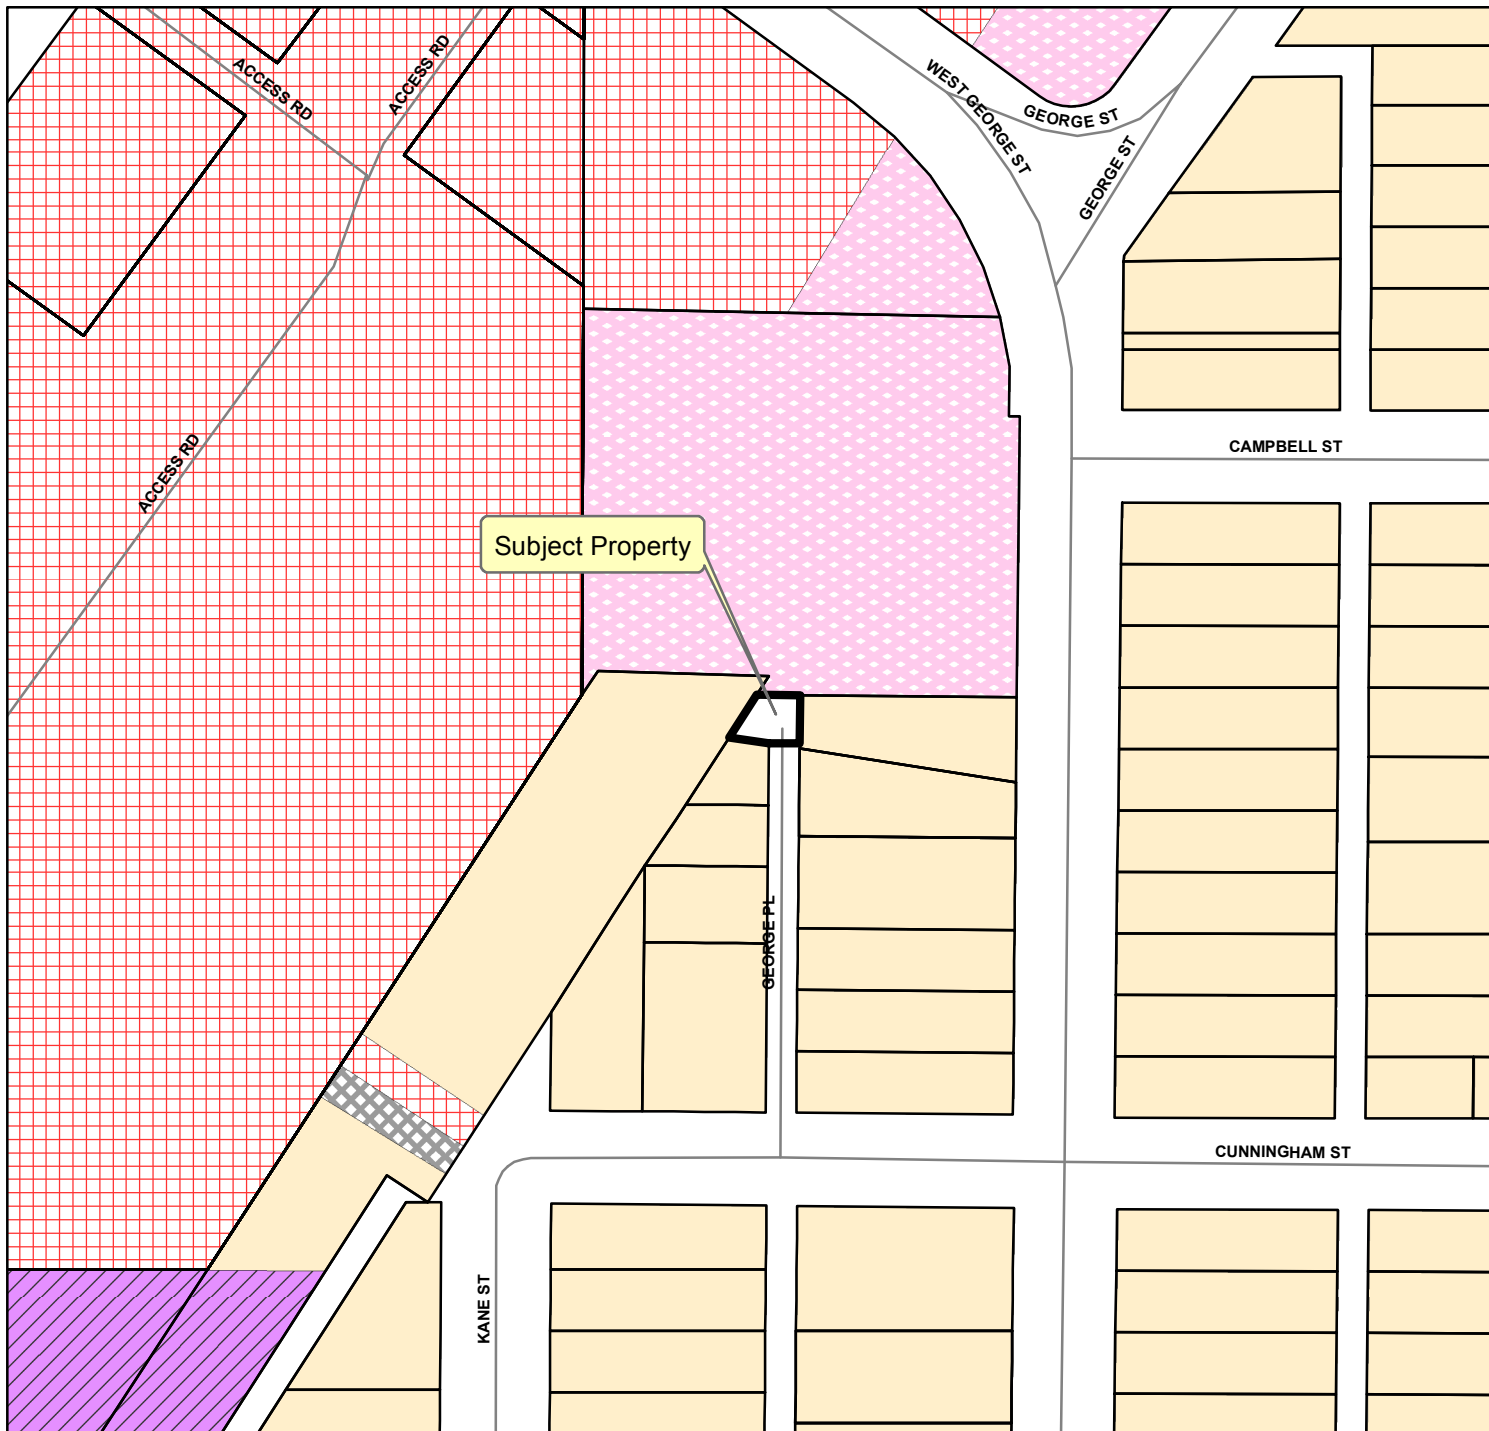 ACCESS RD
ACCESS RD
WEST GEORGE ST
GEORGE ST
GEORGE ST
CAMPBELL ST
ACCESS RD
Subject Property
GEORGE PL
CUNNINGHAM ST
KANE ST